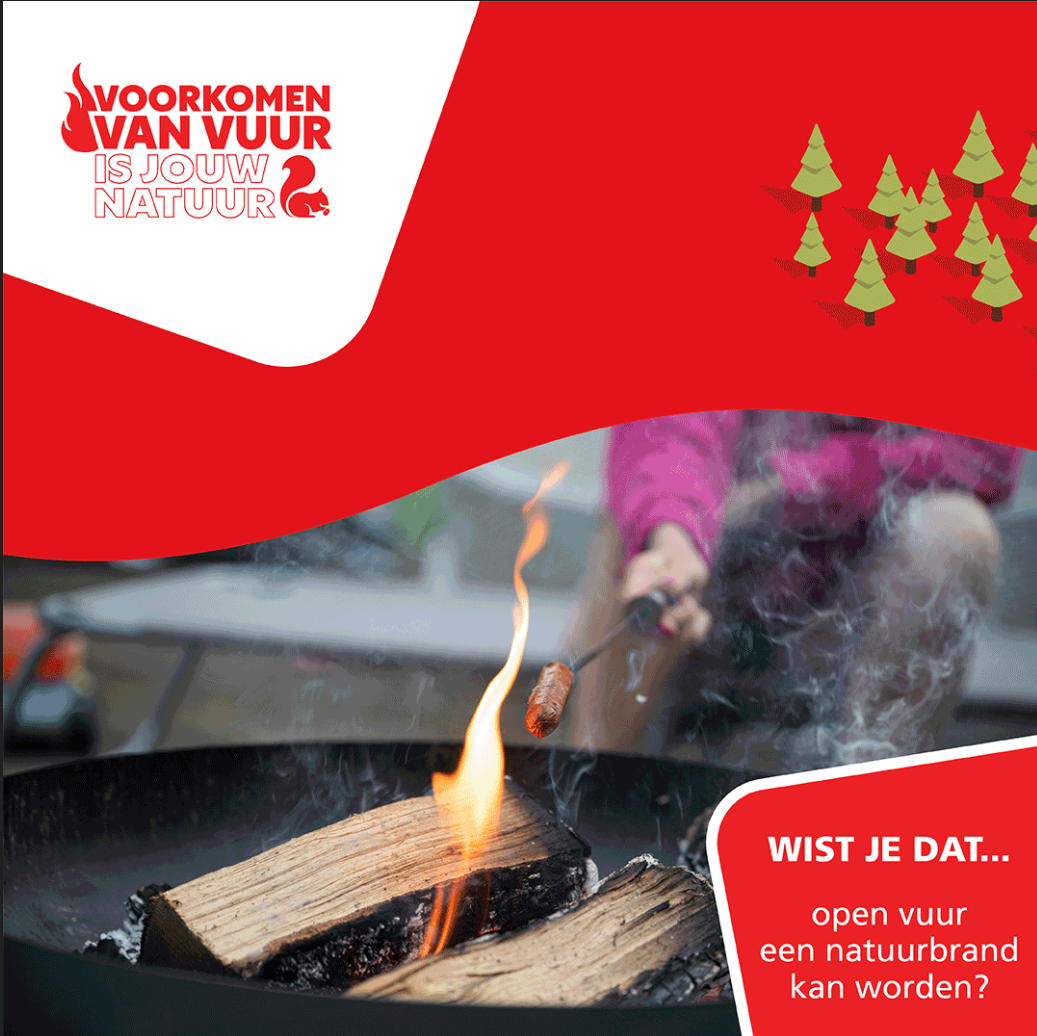 VOORKOMEN
VAN VUUR
IS JOUW
NATUUR
WIST JE DAT...
open vuur
een natuurbrand
kan worden?